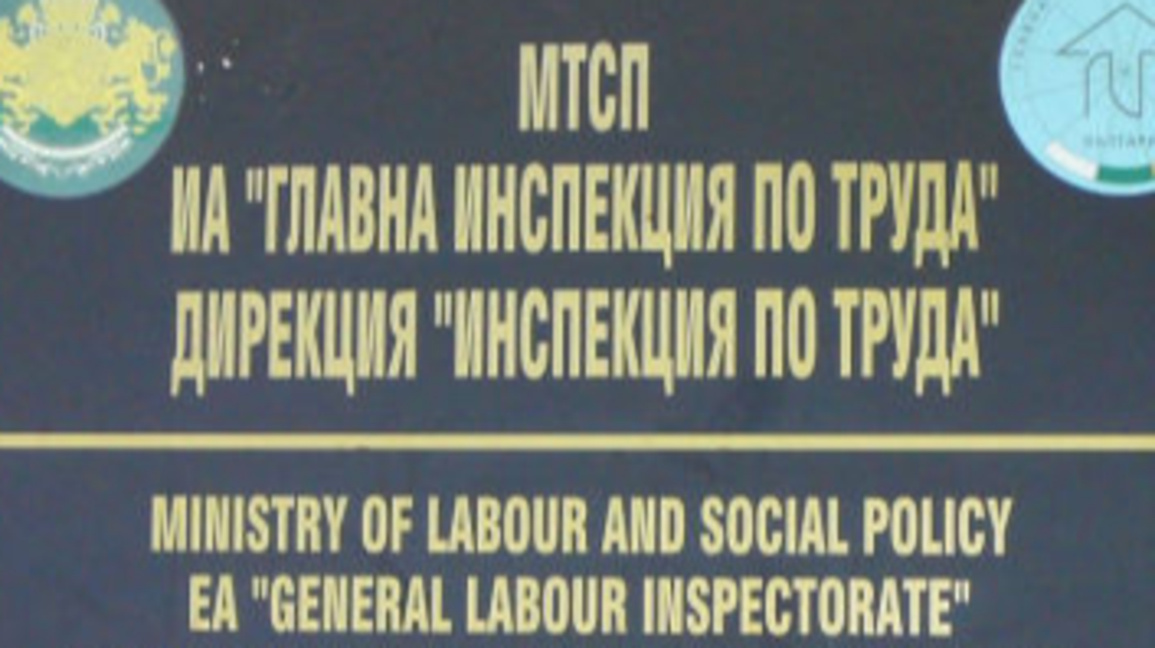 МТСП
ИА "ГЛАВНА ИНСПЕКЦИЯ ПО ТРУДА"
ДИРЕКЦИЯ "ИНСПЕКЦИЯ ПО ТРУДА"
MINISTRY OF LABOUR AND SOCIAL POLICY
EA "GENERAL LABOUR INSPECTORATE"